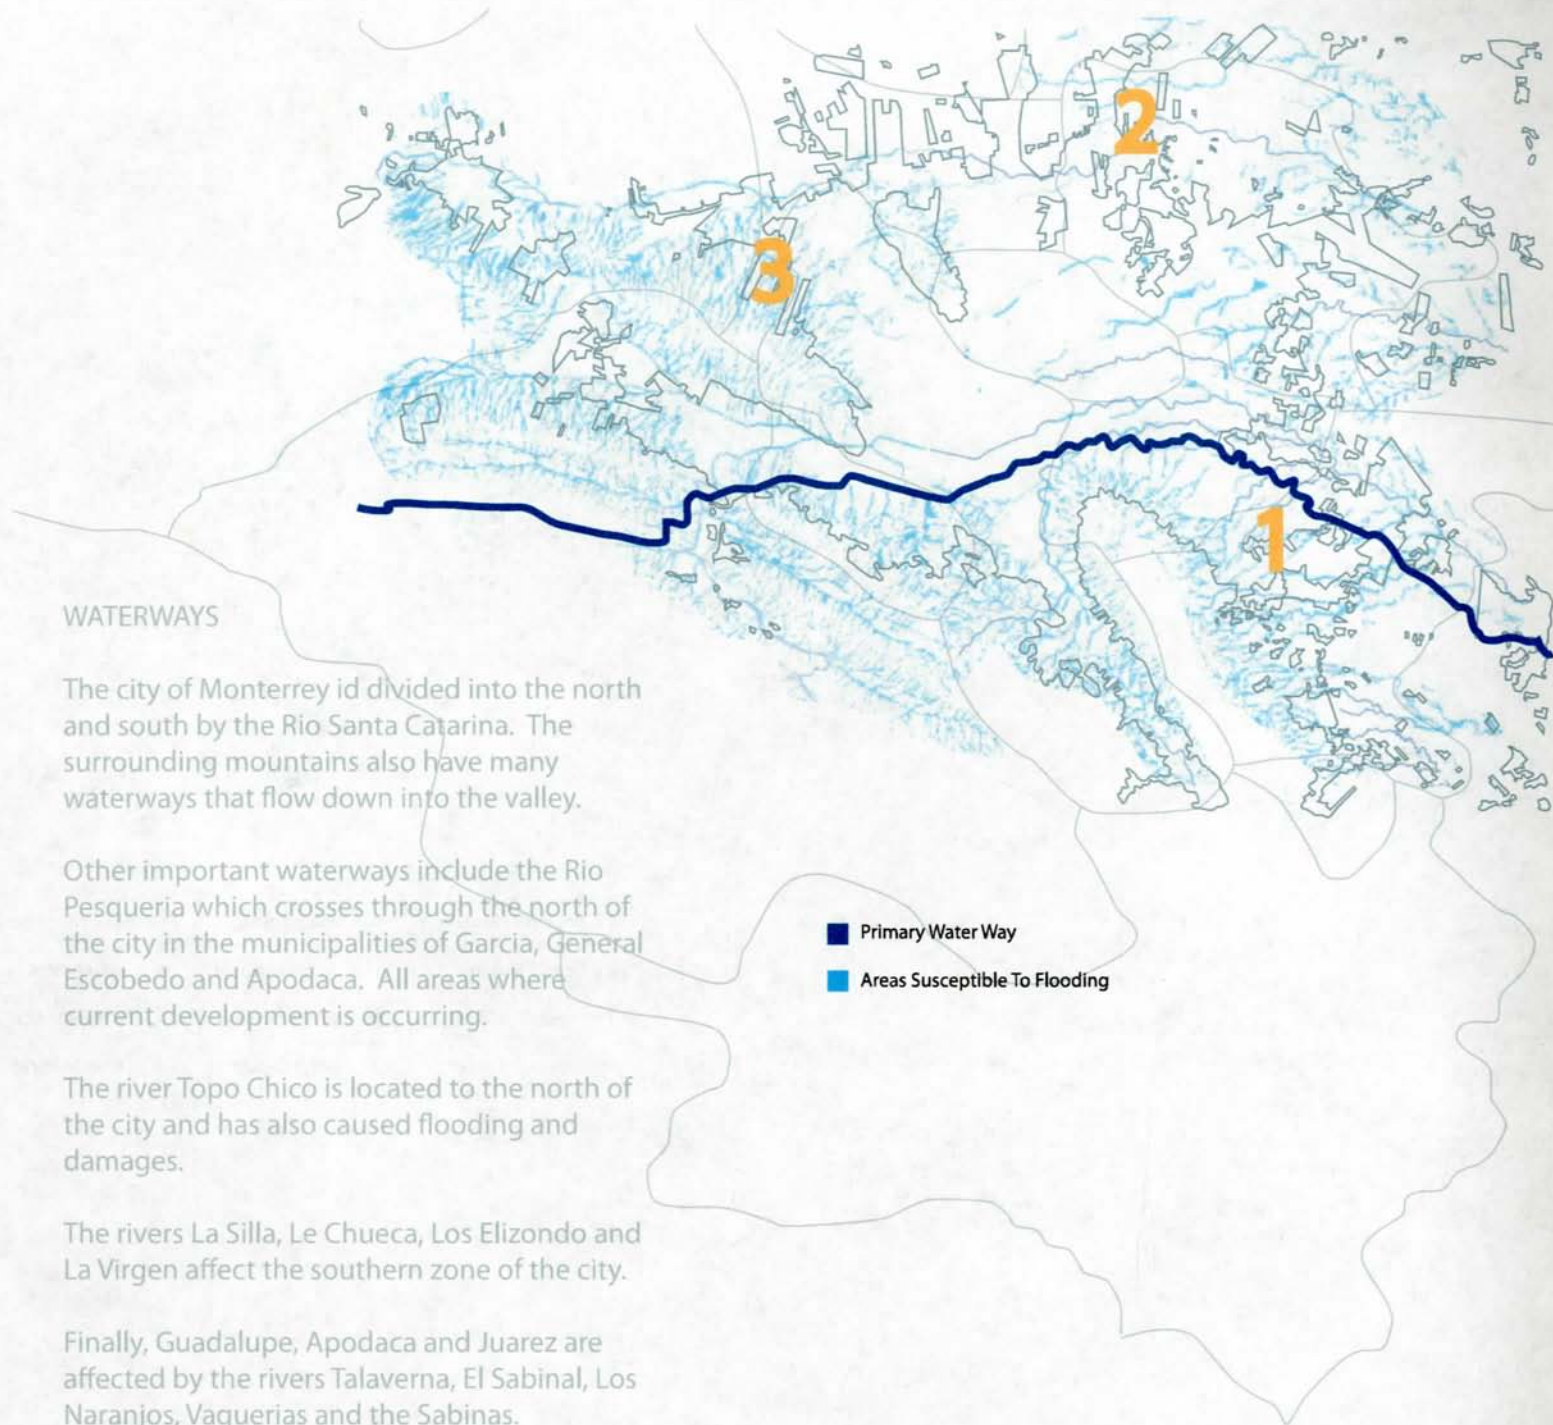 2
3
1
WATERWAYS
The city of Monterrey id divided into the north
and south by the Rio Santa Catarina. The
surrounding mountains also have many
waterways that flow down into the valley.
Other important waterways include the Rio
Pesqueria which crosses through the north of
the city in the municipalities of Garcia, General
Escobedo and Apodaca. All areas where
current development is occurring.
The river Topo Chico is located to the north of
the city and has also caused flooding and
damages.
The rivers La Silla, Le Chueca, Los Elizondo and
La Virgen affect the southern zone of the city.
Finally, Guadalupe, Apodaca and Juarez are
affected by the rivers Talaverna, El Sabinal, Los
Naranjos, Vaquerias and the Sabinas.
Primary Water Way
Areas Susceptible To Flooding